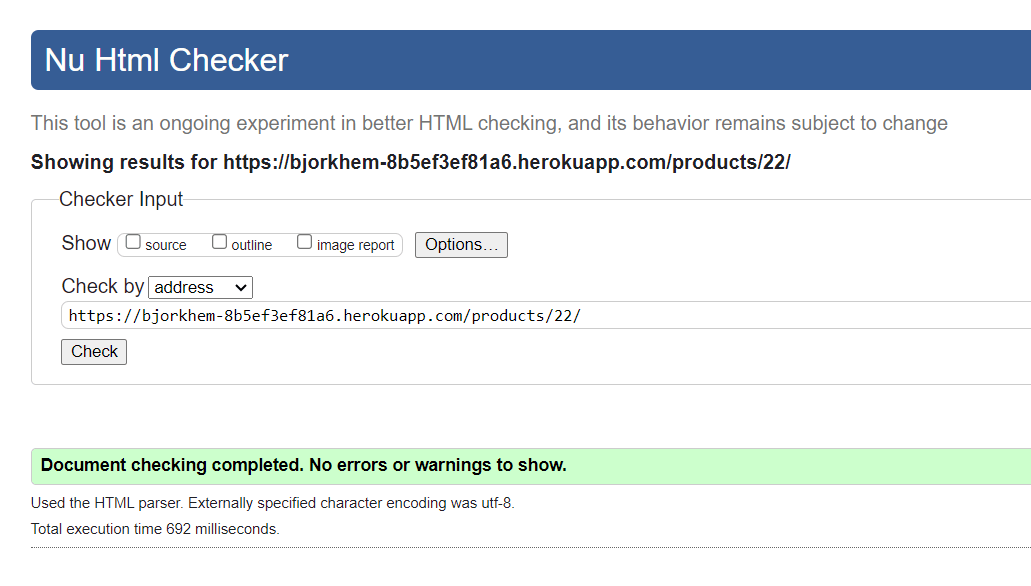 Nu Html Checker
This tool is an ongoing experiment in better HTML checking, and its behavior remains subject to change
Showing results for https://bjorkhem-8b5ef3ef81a6.herokuapp.com/products/22/
Checker Input
Show source outline image report Options…
Check by address
https://bjorkhem-8b5ef3ef81a6.herokuapp.com/products/22/
Check
Document checking completed. No errors or warnings to show.
Used the HTML parser. Externally specified character encoding was utf-8.
Total execution time 692 milliseconds.